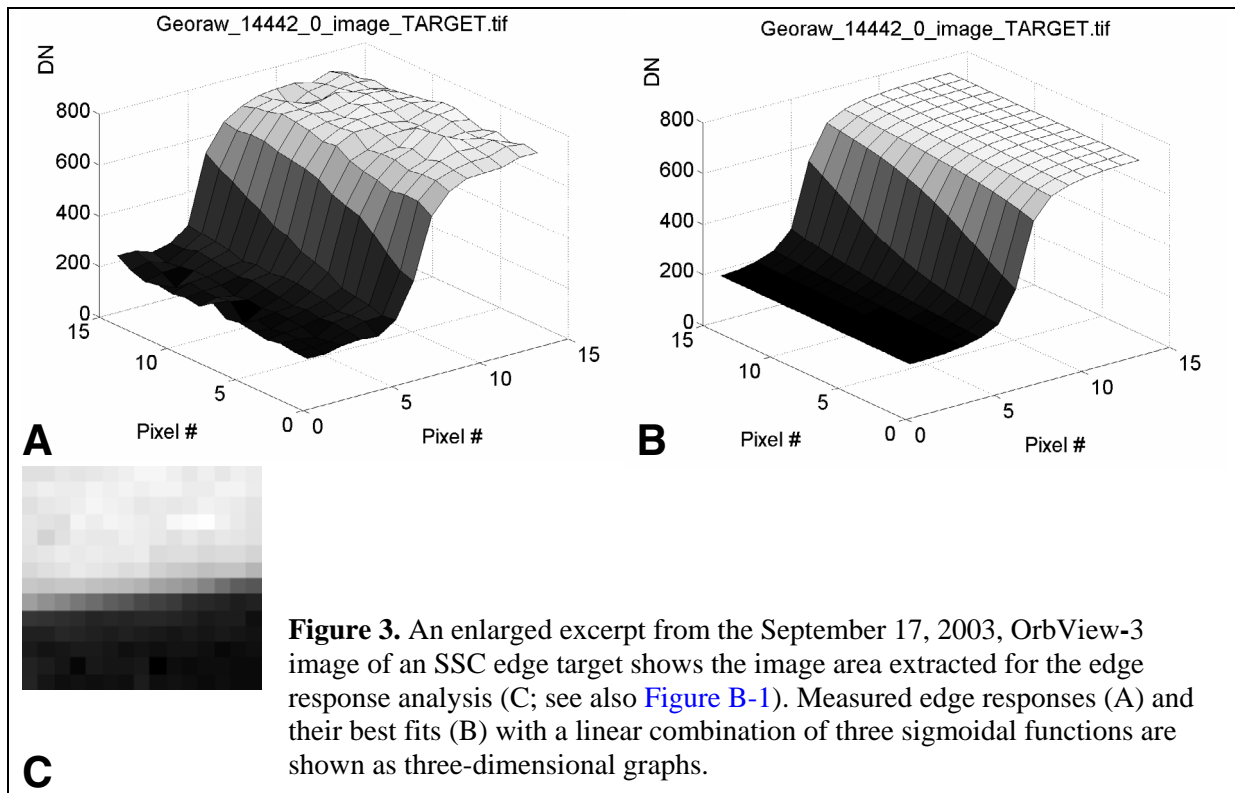 Georaw_14442_0_image_TARGET.tif
DN
800
600
400
200
0
15
10
5
0
0
5
10
15
Pixel #
Pixel #
A
Georaw_14442_0_image_TARGET.tif
DN
800
600
400
200
0
15
10
5
0
0
5
10
15
Pixel #
Pixel #
B
C
Figure 3. An enlarged excerpt from the September 17, 2003, OrbView-3
image of an SSC edge target shows the image area extracted for the edge
response analysis (C; see also Figure B-1). Measured edge responses (A) and
their best fits (B) with a linear combination of three sigmoidal functions are
shown as three-dimensional graphs.